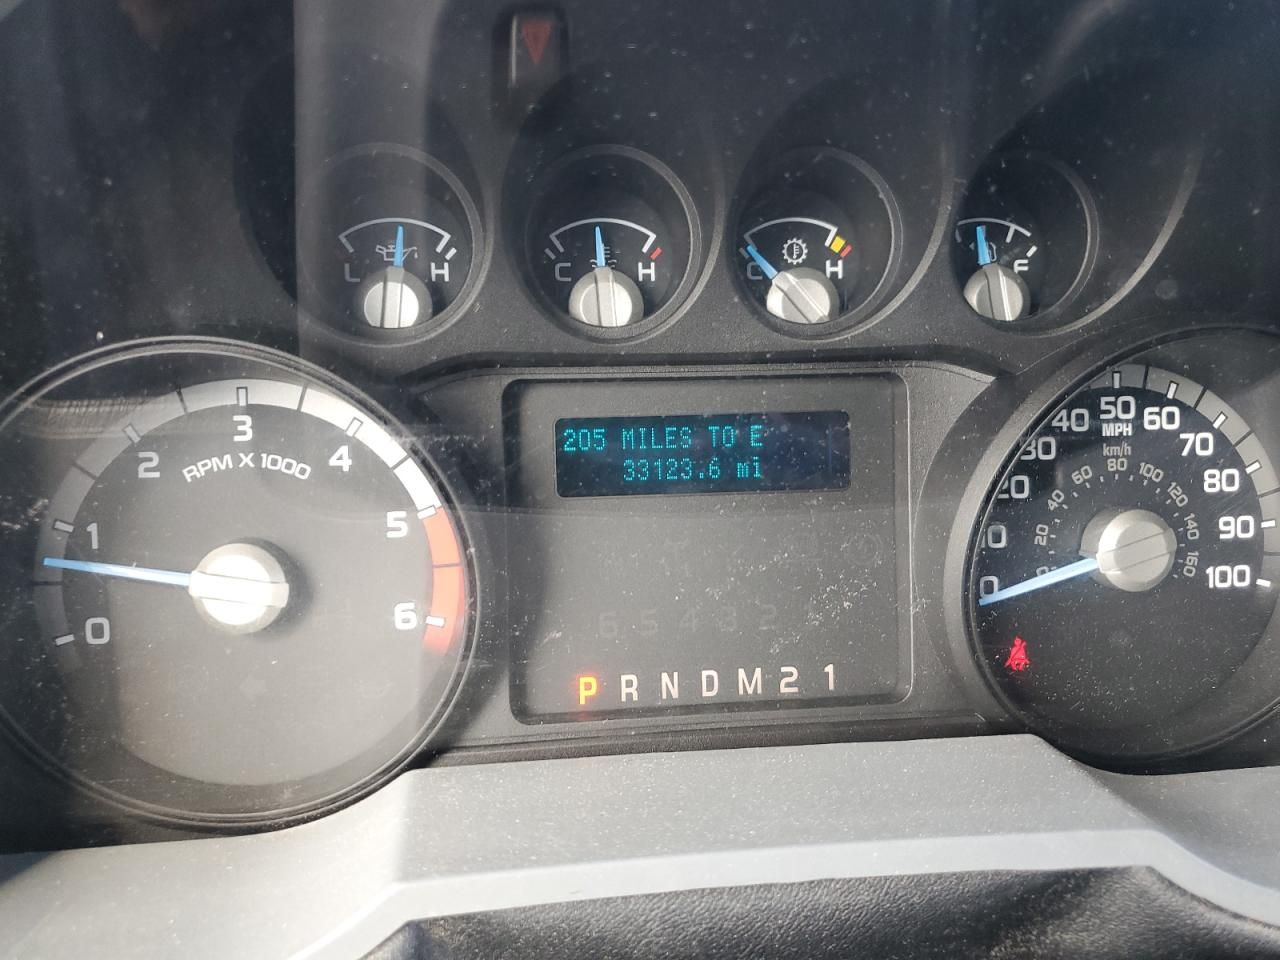 L H
C H
C H
F
0 1 2 3 4 5 6
RPM X 1000
205 MILES TO E
33123.6 mi
P R N D M 2 1
0 10 20 30 40 50 60 70 80 90 100
MPH
km/h
20 40 60 80 100 120 140 160